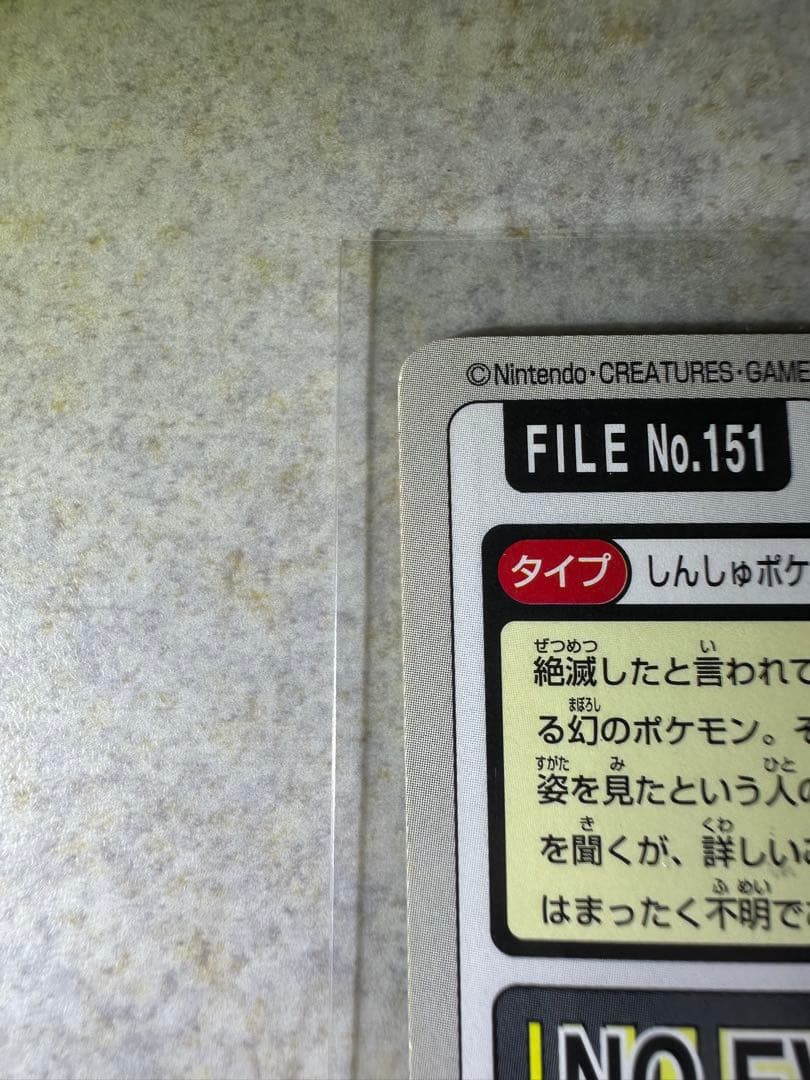 ©Nintendo・CREATURES・GAME
FILE No.151
タイプ しんしゅポケ
ぜつめつ い
絶滅したと言われて
まぼろし
る幻のポケモン。そ
すがた み ひと
姿を見たという人の
き くわ
を聞くが、詳しいこ
ふ めい
はまったく不明であ
NO EV